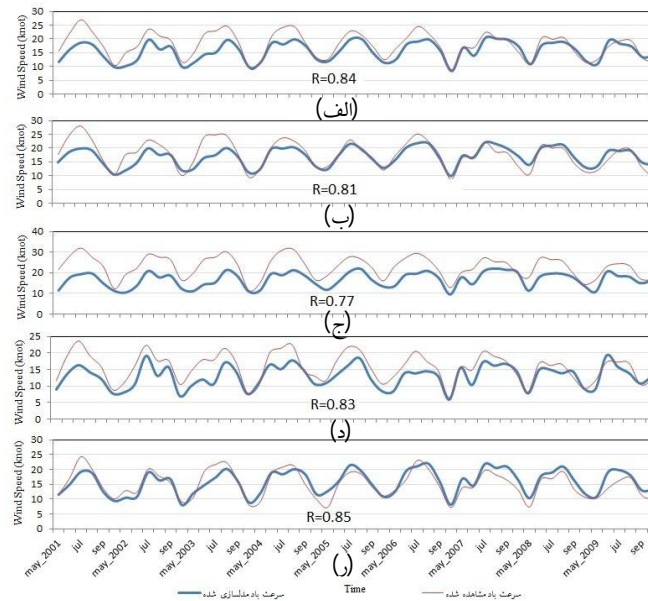 Wind Speed (knot)
30
25
20
15
10
5
0
R=0.84
(الف)
Wind Speed (knot)
30
25
20
15
10
5
0
R=0.81
(ب)
Wind Speed (knot)
40
30
20
10
0
R=0.77
(ج)
Wind Speed (knot)
25
20
15
10
5
0
R=0.83
(د)
Wind Speed (knot)
30
25
20
15
10
5
0
R=0.85
(ر)
may_2001 jul sep may_2002 jul sep may_2003 jul sep may_2004 jul sep may_2005 jul sep may_2006 jul sep may_2007 jul sep may_2008 jul sep may_2009 jul sep
Time
سرعت باد مشاهده شده
سرعت باد مدلسازی شده